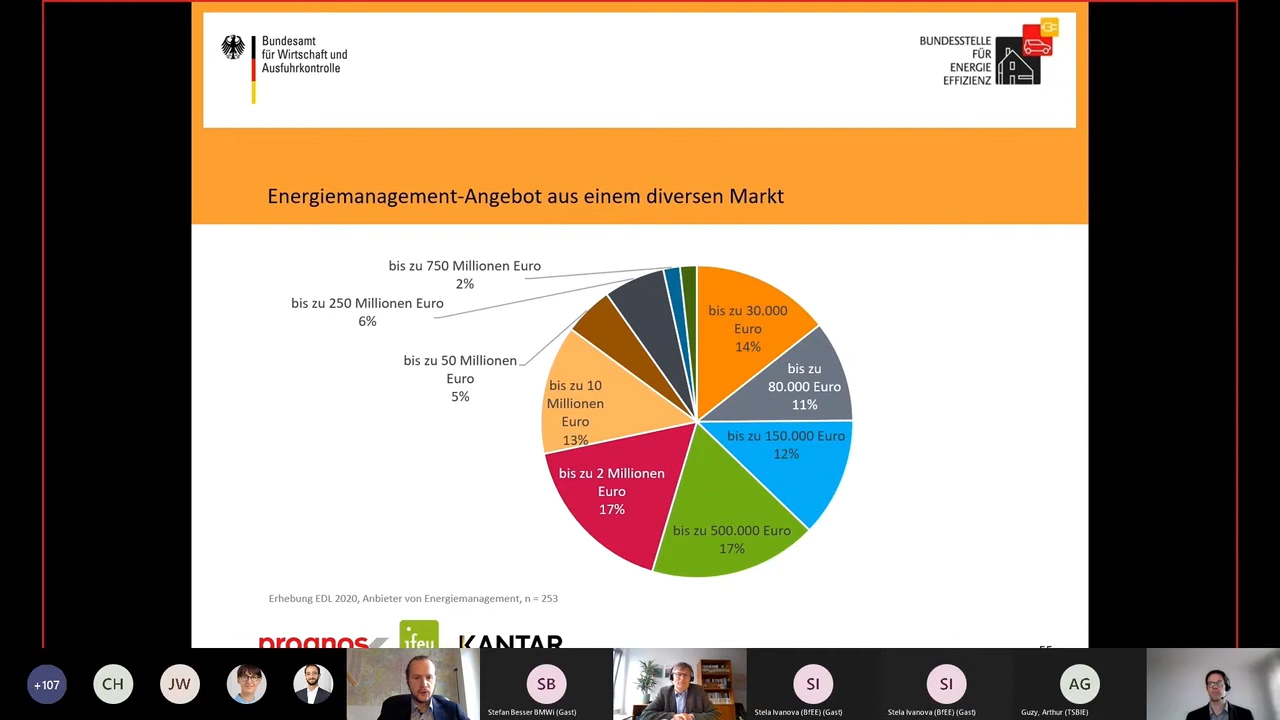 Bundesamt
für Wirtschaft und
Ausfuhrkontrolle
BUNDESSTELLE
FÜR
ENERGIE
EFFIZIENZ
Energiemanagement-Angebot aus einem diversen Markt
bis zu 750 Millionen Euro
2%
bis zu 250 Millionen Euro
6%
bis zu 50 Millionen
Euro
5%
bis zu 10
Millionen
Euro
13%
bis zu 2 Millionen
Euro
17%
bis zu 500.000 Euro
17%
bis zu 150.000 Euro
12%
bis zu
80.000 Euro
11%
bis zu 30.000
Euro
14%
Erhebung EDL 2020, Anbieter von Energiemanagement, n = 253
prognos
ifeu
KANTAR
+107
CH
JW
SB
Stefan Besser BMWi (Gast)
SI
Stela Ivanova (BfEE) (Gast)
SI
Stela Ivanova (BfEE) (Gast)
AG
Guzy, Arthur (TSBIE)